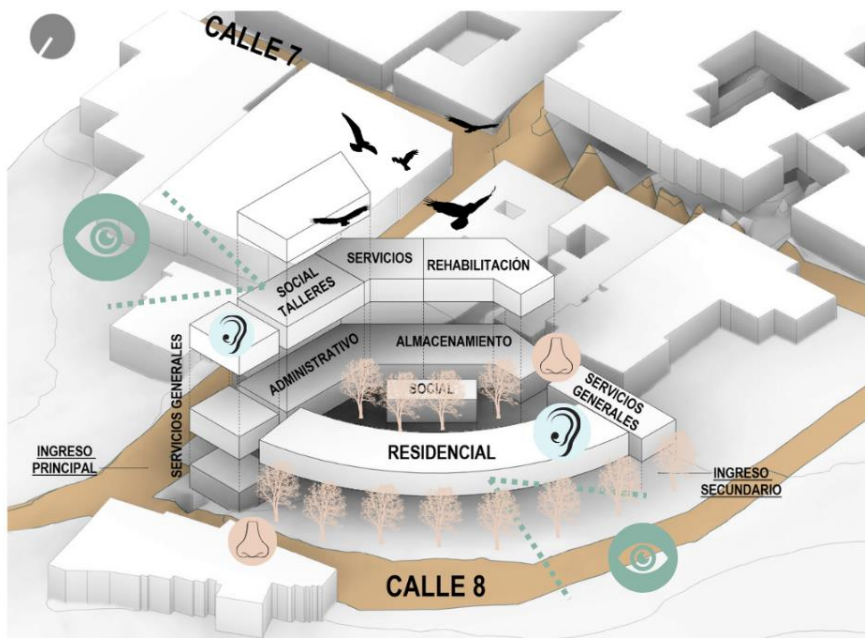 CALLE 7
SERVICIOS
REHABILITACIÓN
SOCIAL
TALLERES
ALMACENAMIENTO
ADMINISTRATIVO
SERVICIOS GENERALES
SOCIAL
SERVICIOS
GENERALES
RESIDENCIAL
INGRESO
PRINCIPAL
INGRESO
SECUNDARIO
CALLE 8